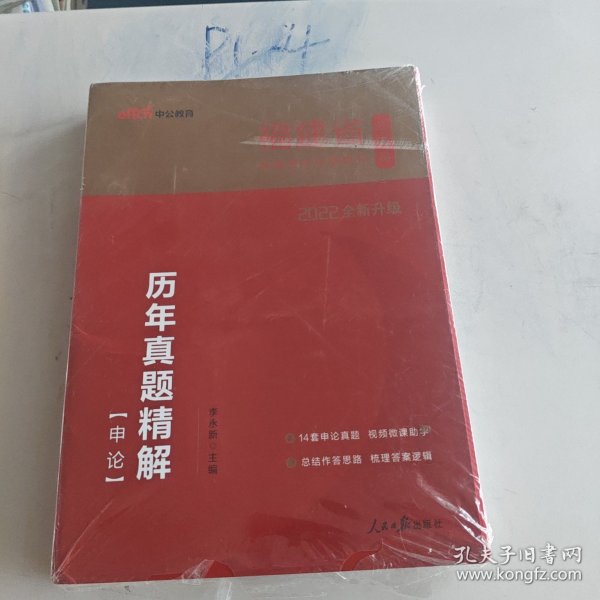 PG4
中公教育
2022全新升级
历年真题精解
【申论】
李永新◎主编
14套申论真题 视频微课助学
总结作答思路 梳理答案逻辑
人民日报出版社
孔夫子旧书网
www.kongfz.com